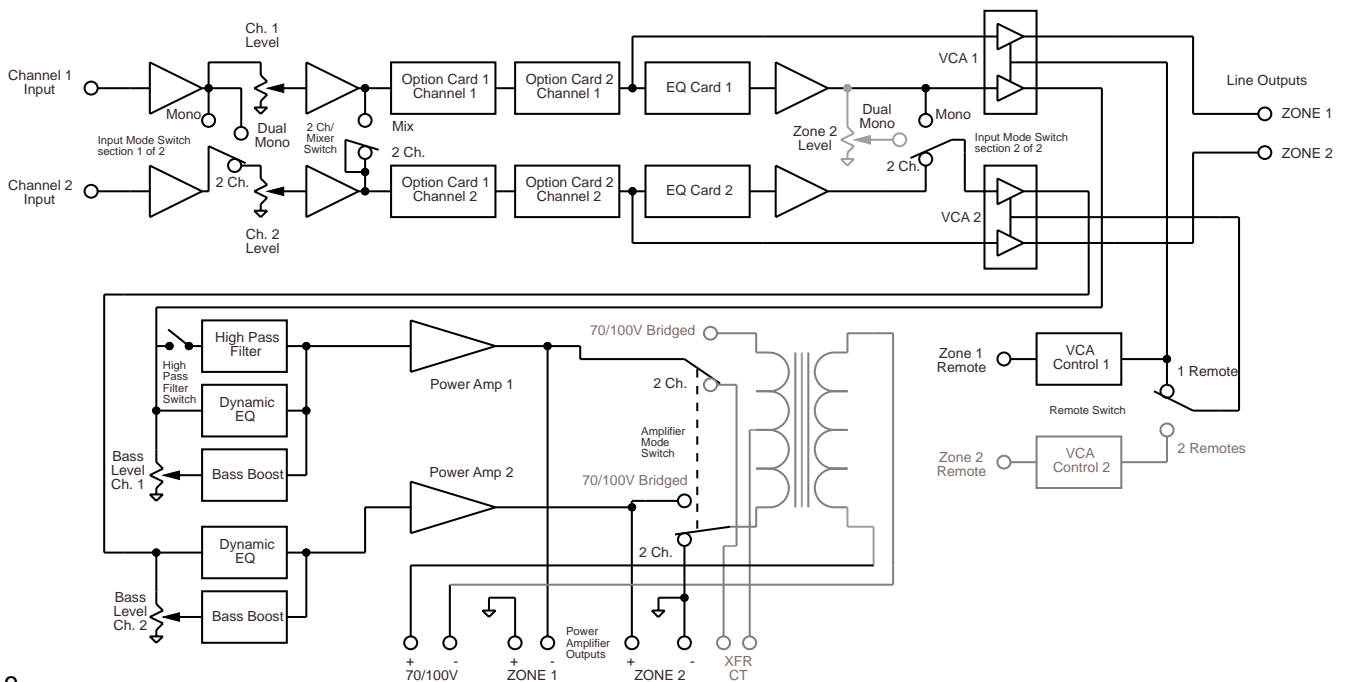 Ch. 1
Level
Channel 1
Input
Mono
Dual
Mono
Input Mode Switch
section 1 of 2
2 Ch/
Mixer
Switch
Mix
2 Ch.
Option Card 1
Channel 1
Option Card 2
Channel 1
EQ Card 1
Zone 2
Level
Dual
Mono
Mono
Input Mode Switch
section 2 of 2
2 Ch.
VCA 1
Line Outputs
ZONE 1
ZONE 2
Channel 2
Input
2 Ch.
Ch. 2
Level
Option Card 1
Channel 2
Option Card 2
Channel 2
EQ Card 2
VCA 2
High Pass
Filter
High
Pass
Filter
Switch
Dynamic
EQ
Bass
Level
Ch. 1
Bass Boost
Power Amp 1
70/100V Bridged
2 Ch.
Amplifier
Mode
Switch
Power Amp 2
70/100V Bridged
2 Ch.
Zone 1
Remote
VCA
Control 1
1 Remote
Remote Switch
Zone 2
Remote
VCA
Control 2
2 Remotes
Dynamic
EQ
Bass
Level
Ch. 2
Bass Boost
Power
Amplifier
Outputs
+ -
70/100V
+ -
ZONE 1
+ -
ZONE 2
XFR
CT